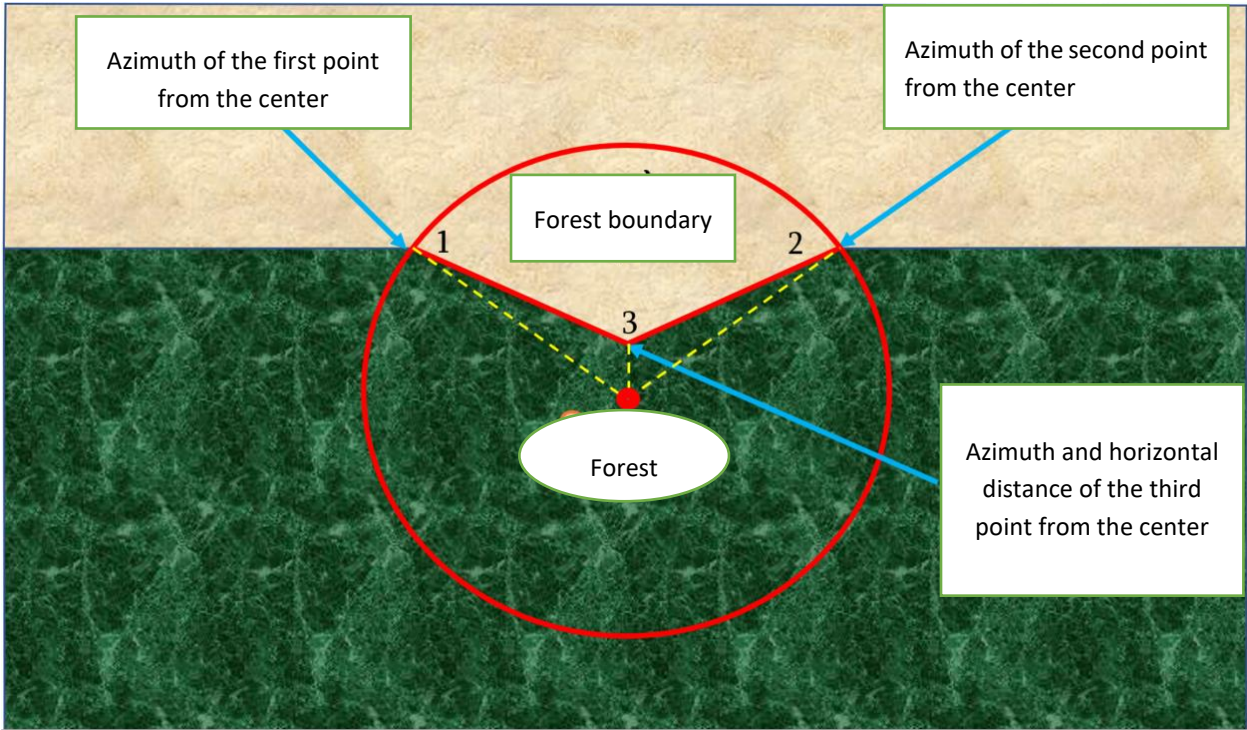 Azimuth of the first point
from the center
Azimuth of the second point
from the center
Forest boundary
1
2
3
Forest
Azimuth and horizontal
distance of the third
point from the center